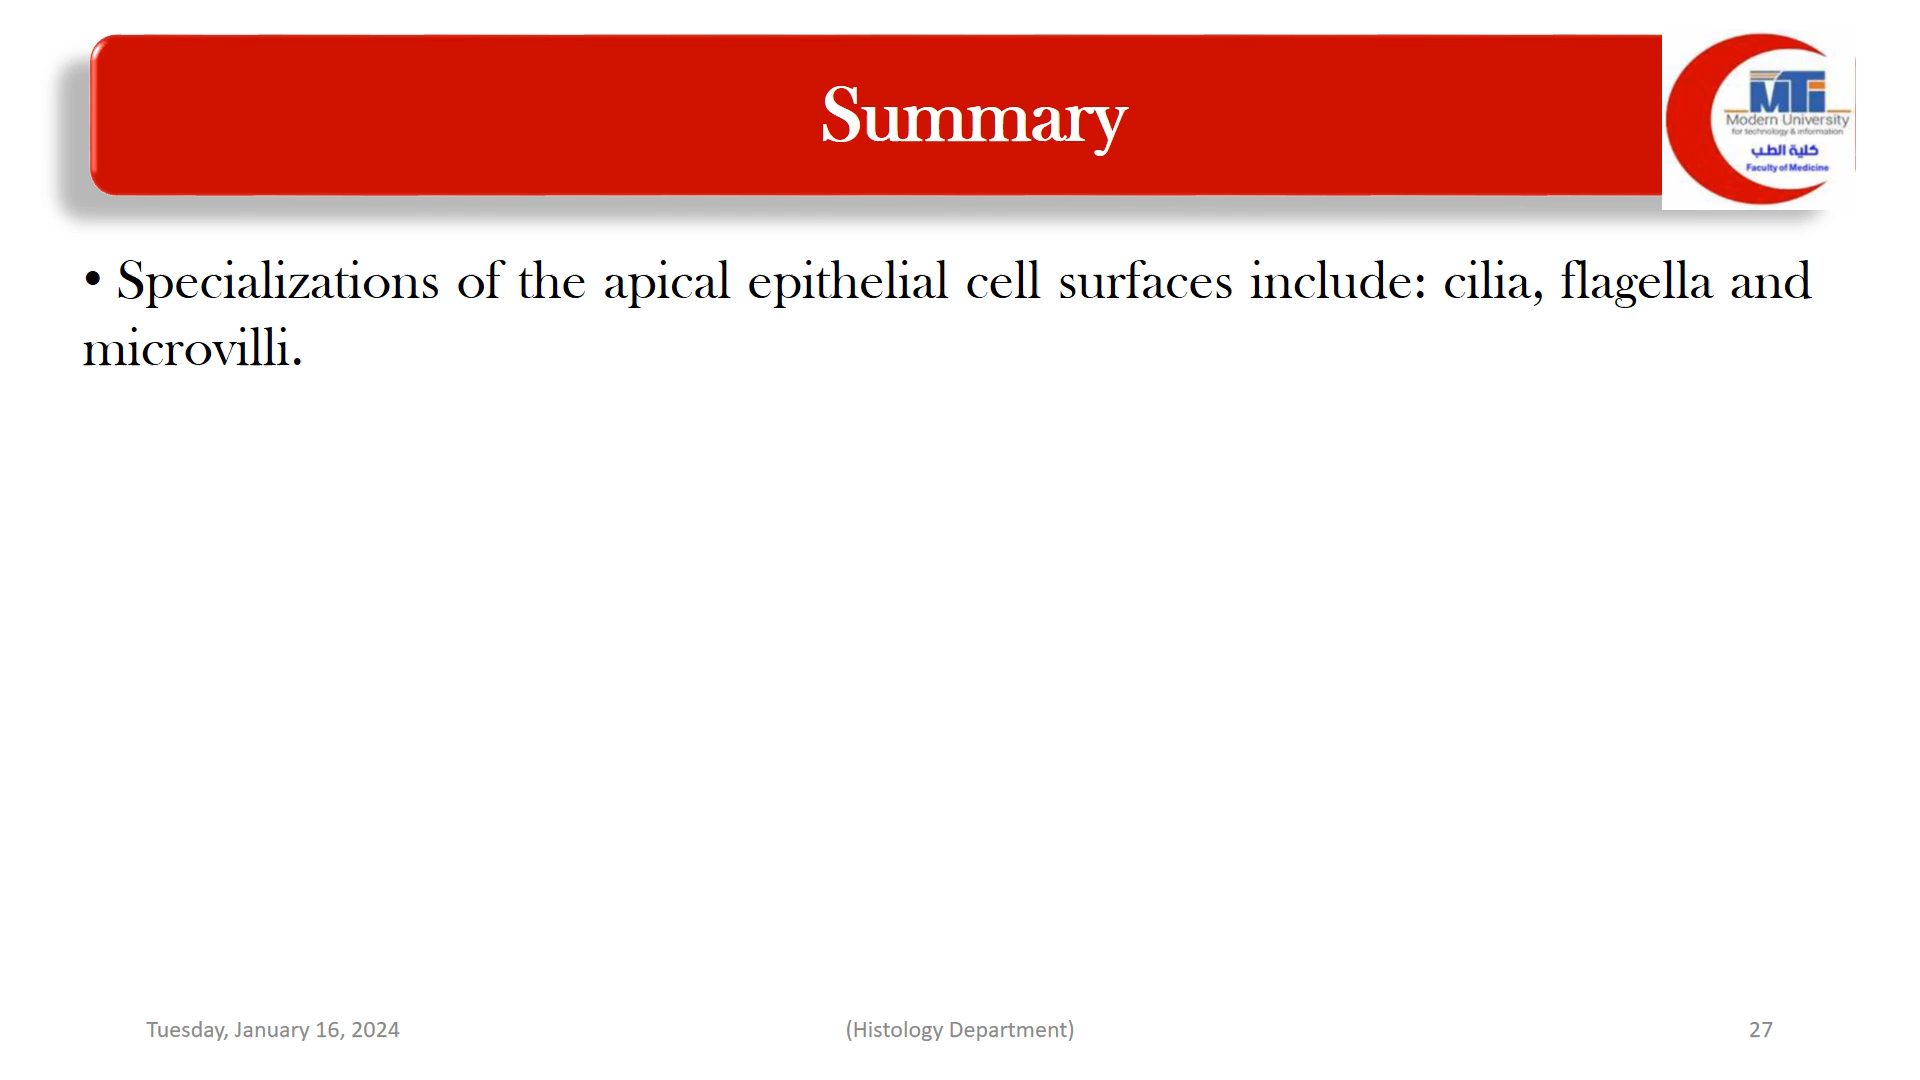 Summary
MTi
Modern University
for technology & information
كلية الطب
Faculty of Medicine
• Specializations of the apical epithelial cell surfaces include: cilia, flagella and
microvilli.
Tuesday, January 16, 2024
(Histology Department)
27